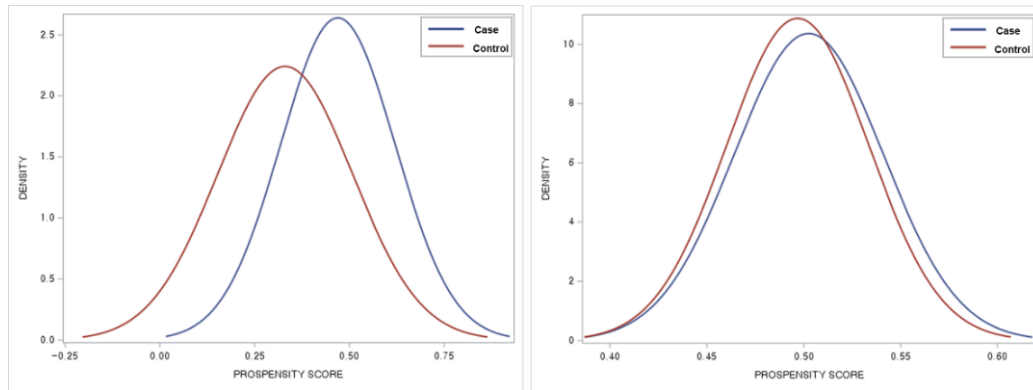 2.5
2.0
1.5
1.0
0.5
0.0
DENSITY
-0.25
0.00
0.25
0.50
0.75
PROSPENSITY SCORE
Case
Control
10
8
6
4
2
0
DENSITY
0.40
0.45
0.50
0.55
0.60
PROSPENSITY SCORE
Case
Control